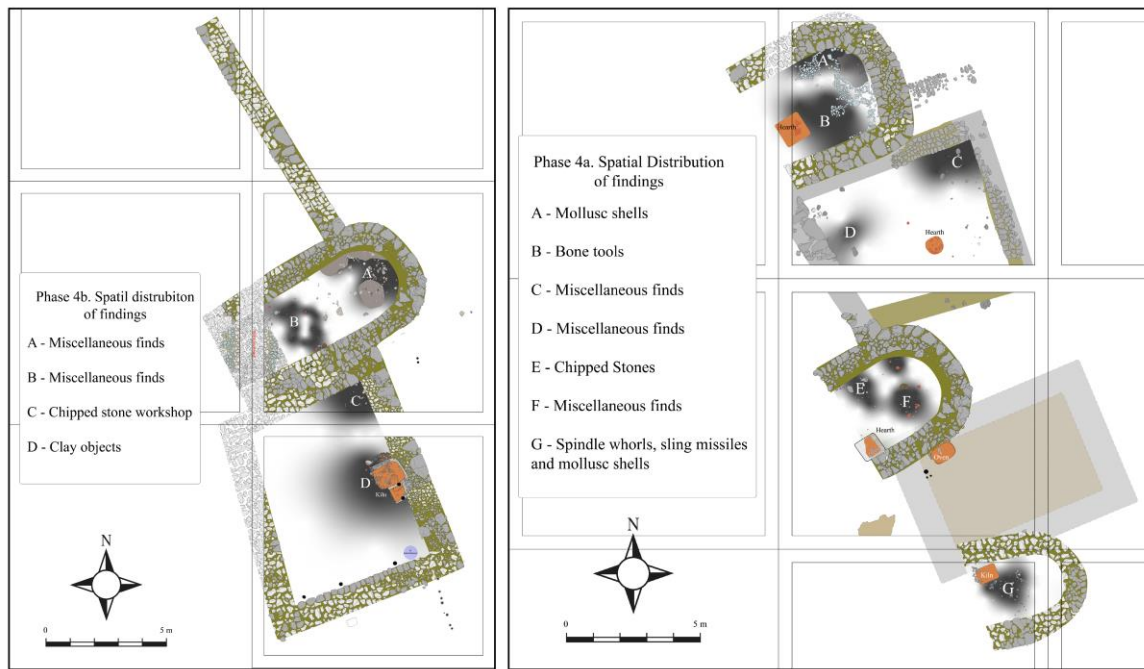 Phase 4b. Spatil distrubiton
of findings
A - Miscellaneous finds
B - Miscellaneous finds
C - Chipped stone workshop
D - Clay objects
A
B
C
D
Kiln
N
0
5 m
Phase 4a. Spatial Distribution
of findings
A - Mollusc shells
B - Bone tools
C - Miscellaneous finds
D - Miscellaneous finds
E - Chipped Stones
F - Miscellaneous finds
G - Spindle whorls, sling missiles
and mollusc shells
A
Hearth
B
C
D
Hearth
E
F
Hearth
Oven
Kiln
G
N
0
5 m